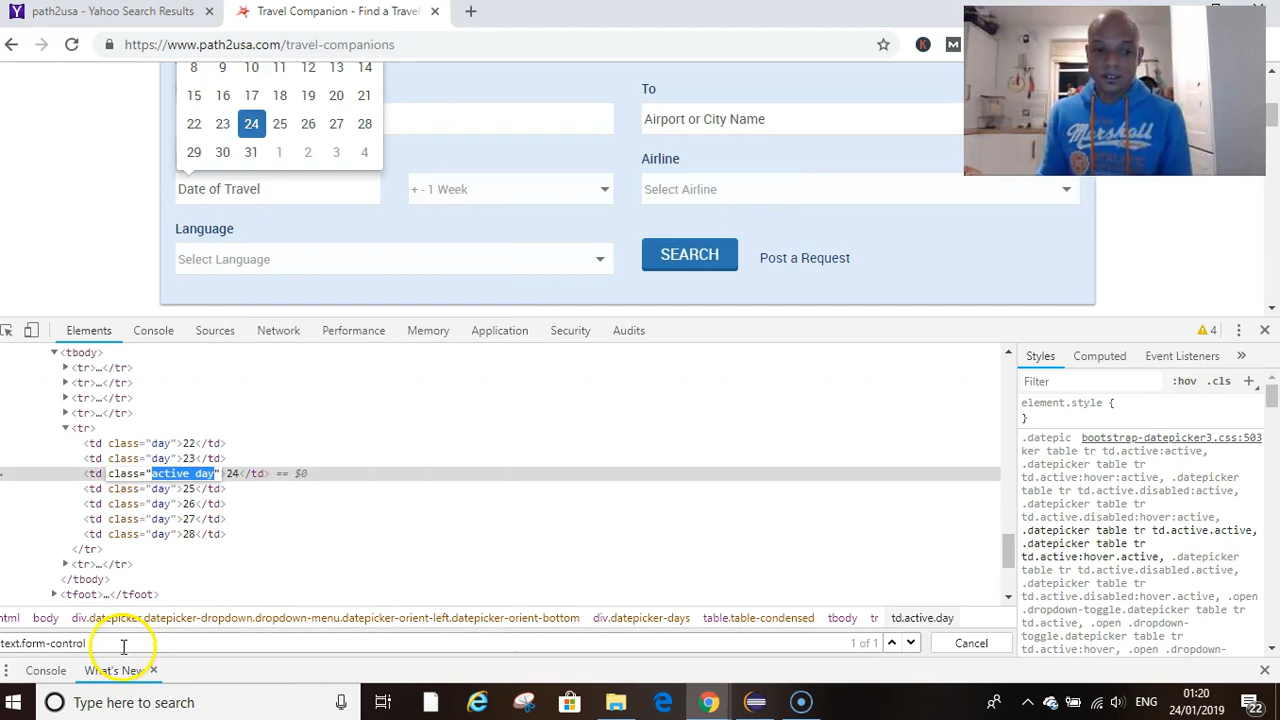 path2usa - Yahoo Search Results
Travel Companion - Find a Travel
https://www.path2usa.com/travel-companions
8 9 10 11 12 13 14
15 16 17 18 19 20 21
22 23 24 25 26 27 28
29 30 31 1 2 3 4
To
Airport or City Name
Airline
Date of Travel
+ - 1 Week
Select Airline
Language
Select Language
SEARCH
Post a Request
Elements Console Sources Network Performance Memory Application Security Audits
4
<tbody>
<tr>…</tr>
<tr>…</tr>
<tr>…</tr>
<tr>…</tr>
<tr>
<td class="day">22</td>
<td class="day">23</td>
<td class="active day">24</td> == $0
<td class="day">25</td>
<td class="day">26</td>
<td class="day">27</td>
<td class="day">28</td>
</tr>
<tr>…</tr>
</tbody>
<tfoot>…</tfoot>
html body div.datepicker.datepicker-dropdown.dropdown-menu.datepicker-orient-left.datepicker-orient-bottom div.datepicker-days table.table-condensed tbody tr td.active.day
text.form-control
1 of 1
Cancel
Console What's New
Styles Computed Event Listeners
Filter
:hov .cls
element.style {
}
.datepic bootstrap-datepicker3.css:503
ker table tr td.active:active,
.datepicker table tr
td.active:hover:active, .datepicker
table tr td.active.disabled:active,
.datepicker table tr
td.active.disabled:hover:active,
.datepicker table tr td.active.active,
.datepicker table tr
td.active:hover.active, .datepicker
table tr td.active.disabled.active,
.datepicker table tr
td.active.disabled:hover.active, .open
.dropdown-toggle.datepicker table tr
td.active, .open .dropdown-
toggle.datepicker table tr
td.active:hover, .open .dropdown-
Marshall
ATHLETIC
Type here to search
ENG
01:20
24/01/2019
22